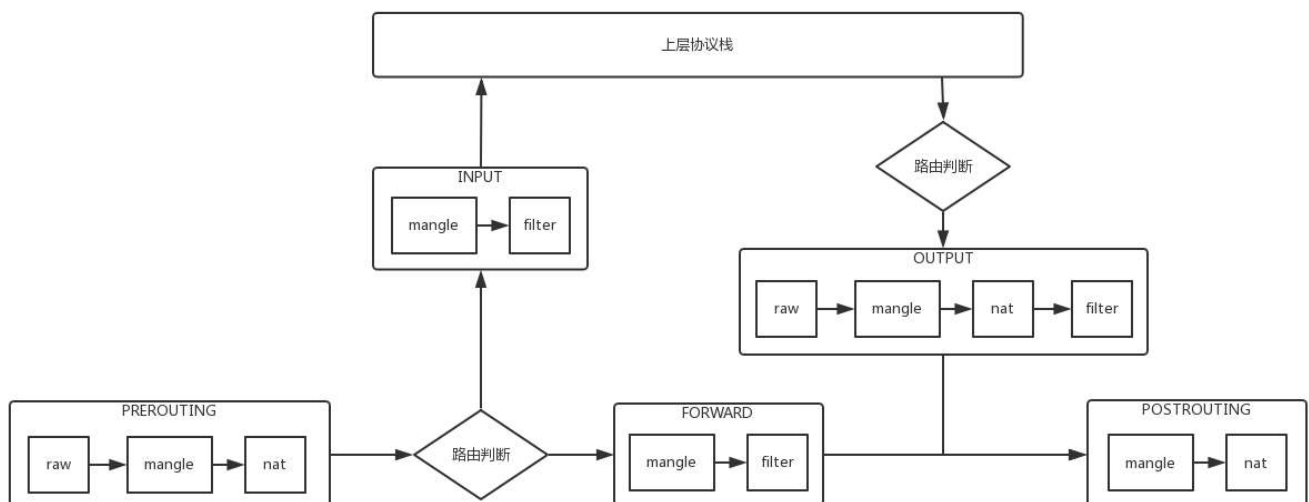 上层协议栈
路由判断
INPUT
mangle
filter
OUTPUT
raw
mangle
nat
filter
PREROUTING
raw
mangle
nat
路由判断
FORWARD
mangle
filter
POSTROUTING
mangle
nat